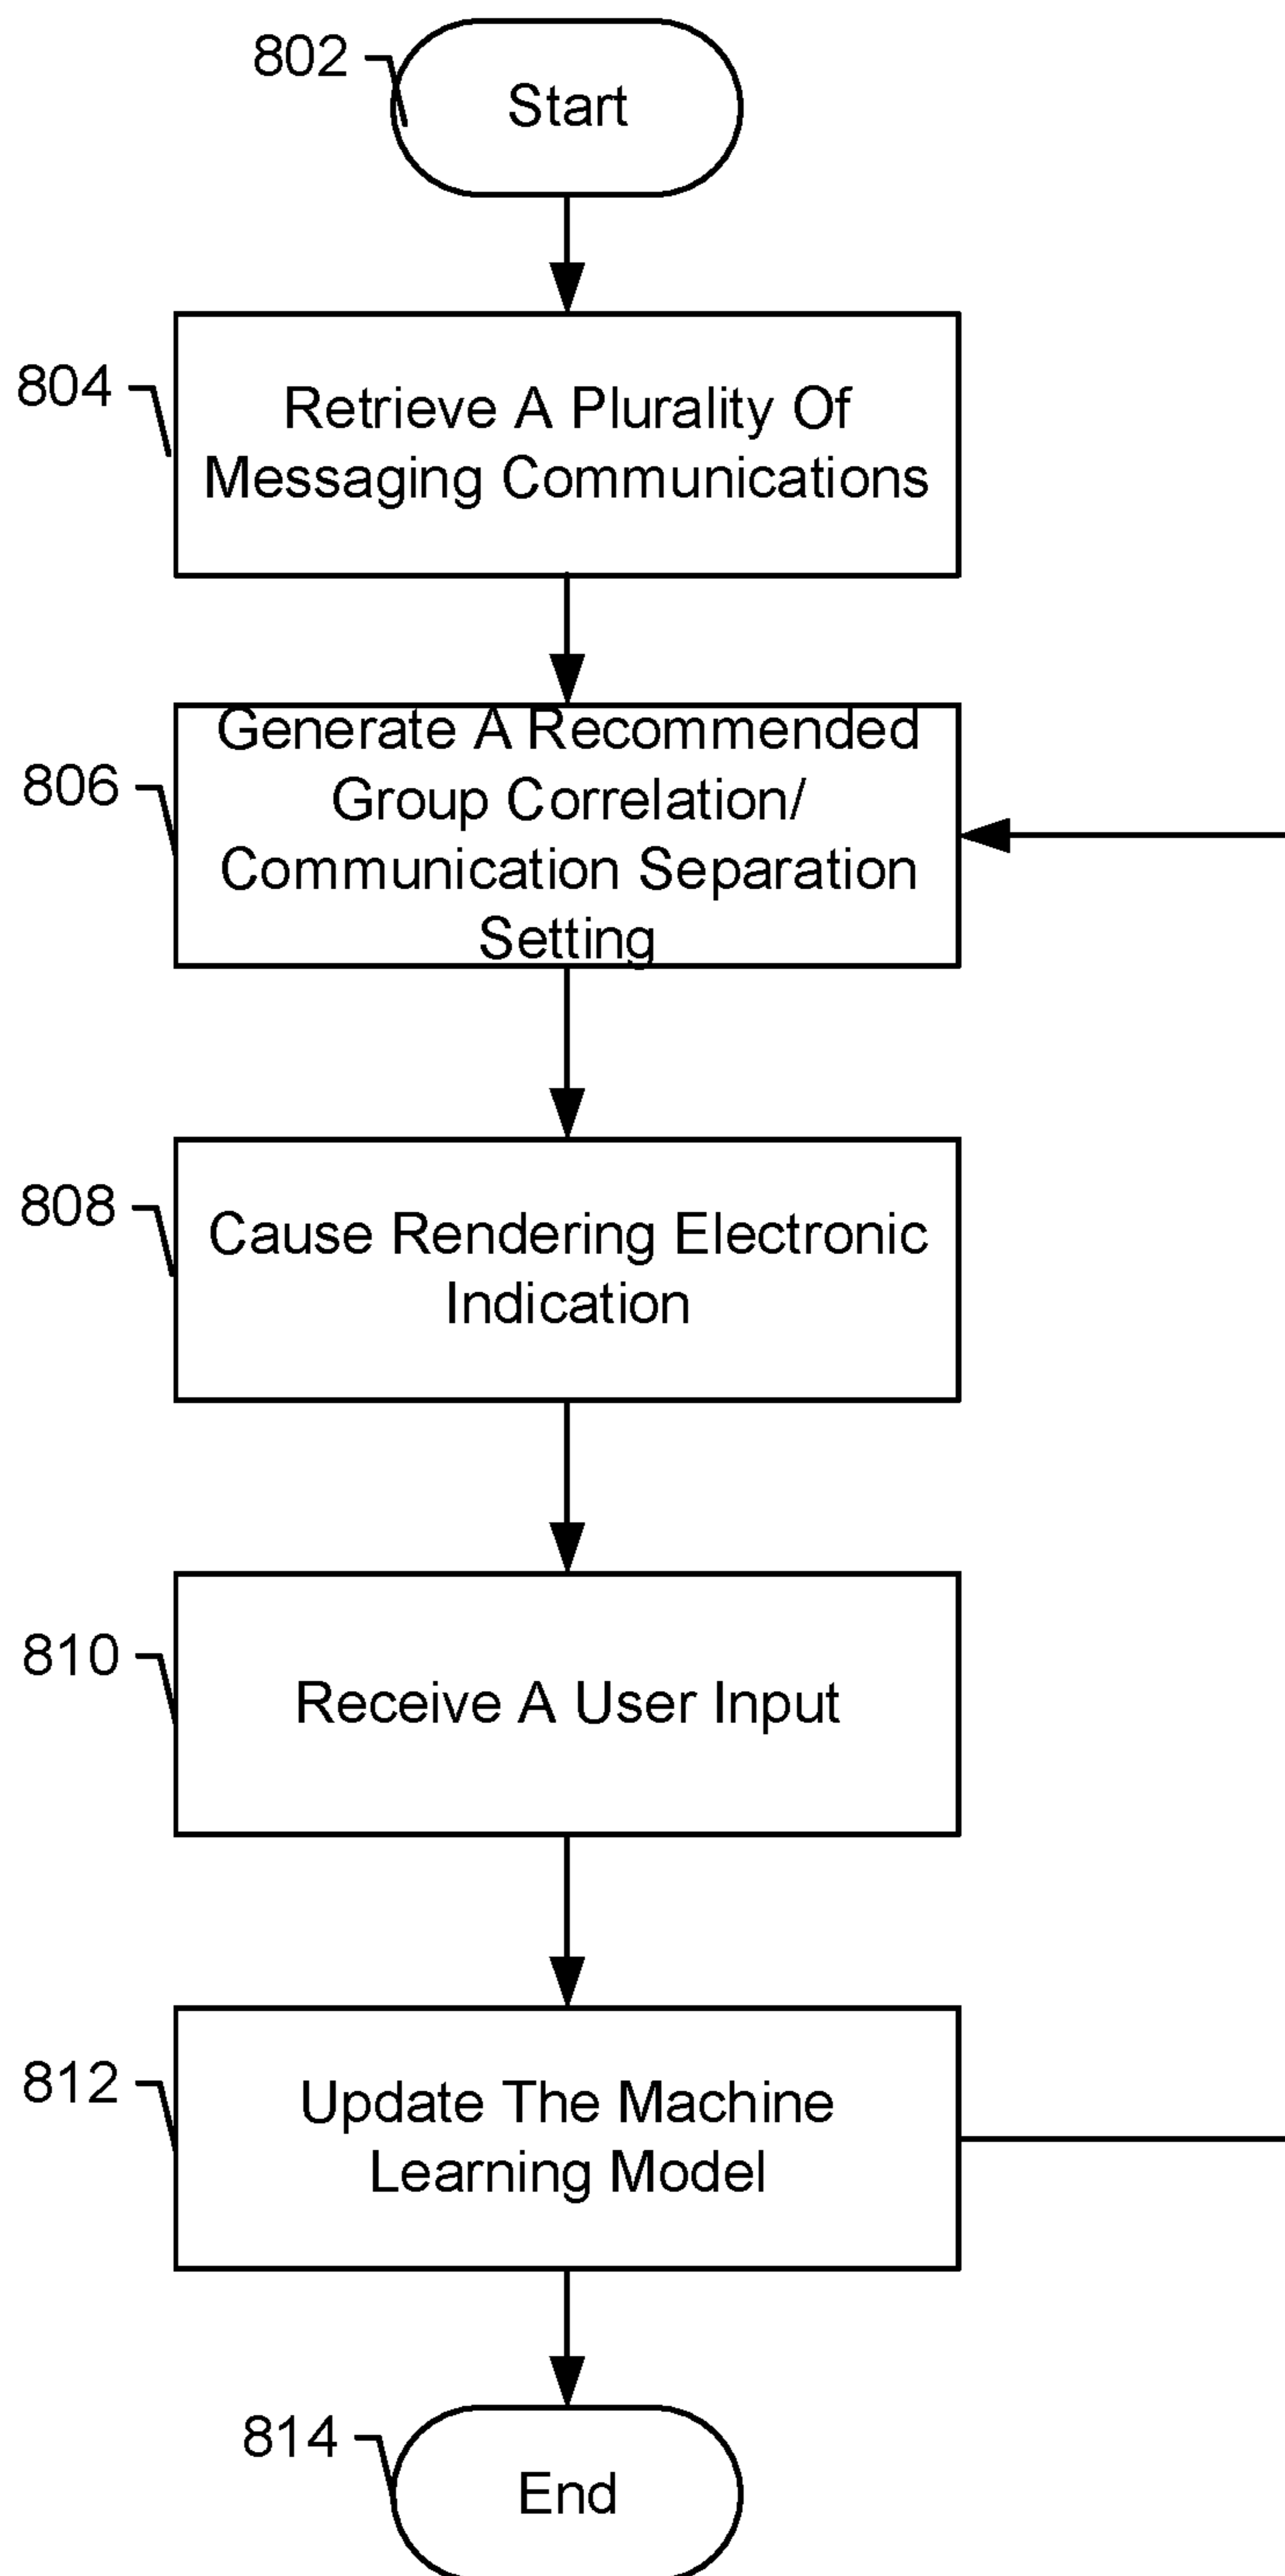 802
Start
804
Retrieve A Plurality Of
Messaging Communications
806
Generate A Recommended
Group Correlation/
Communication Separation
Setting
808
Cause Rendering Electronic
Indication
810
Receive A User Input
812
Update The Machine
Learning Model
814
End